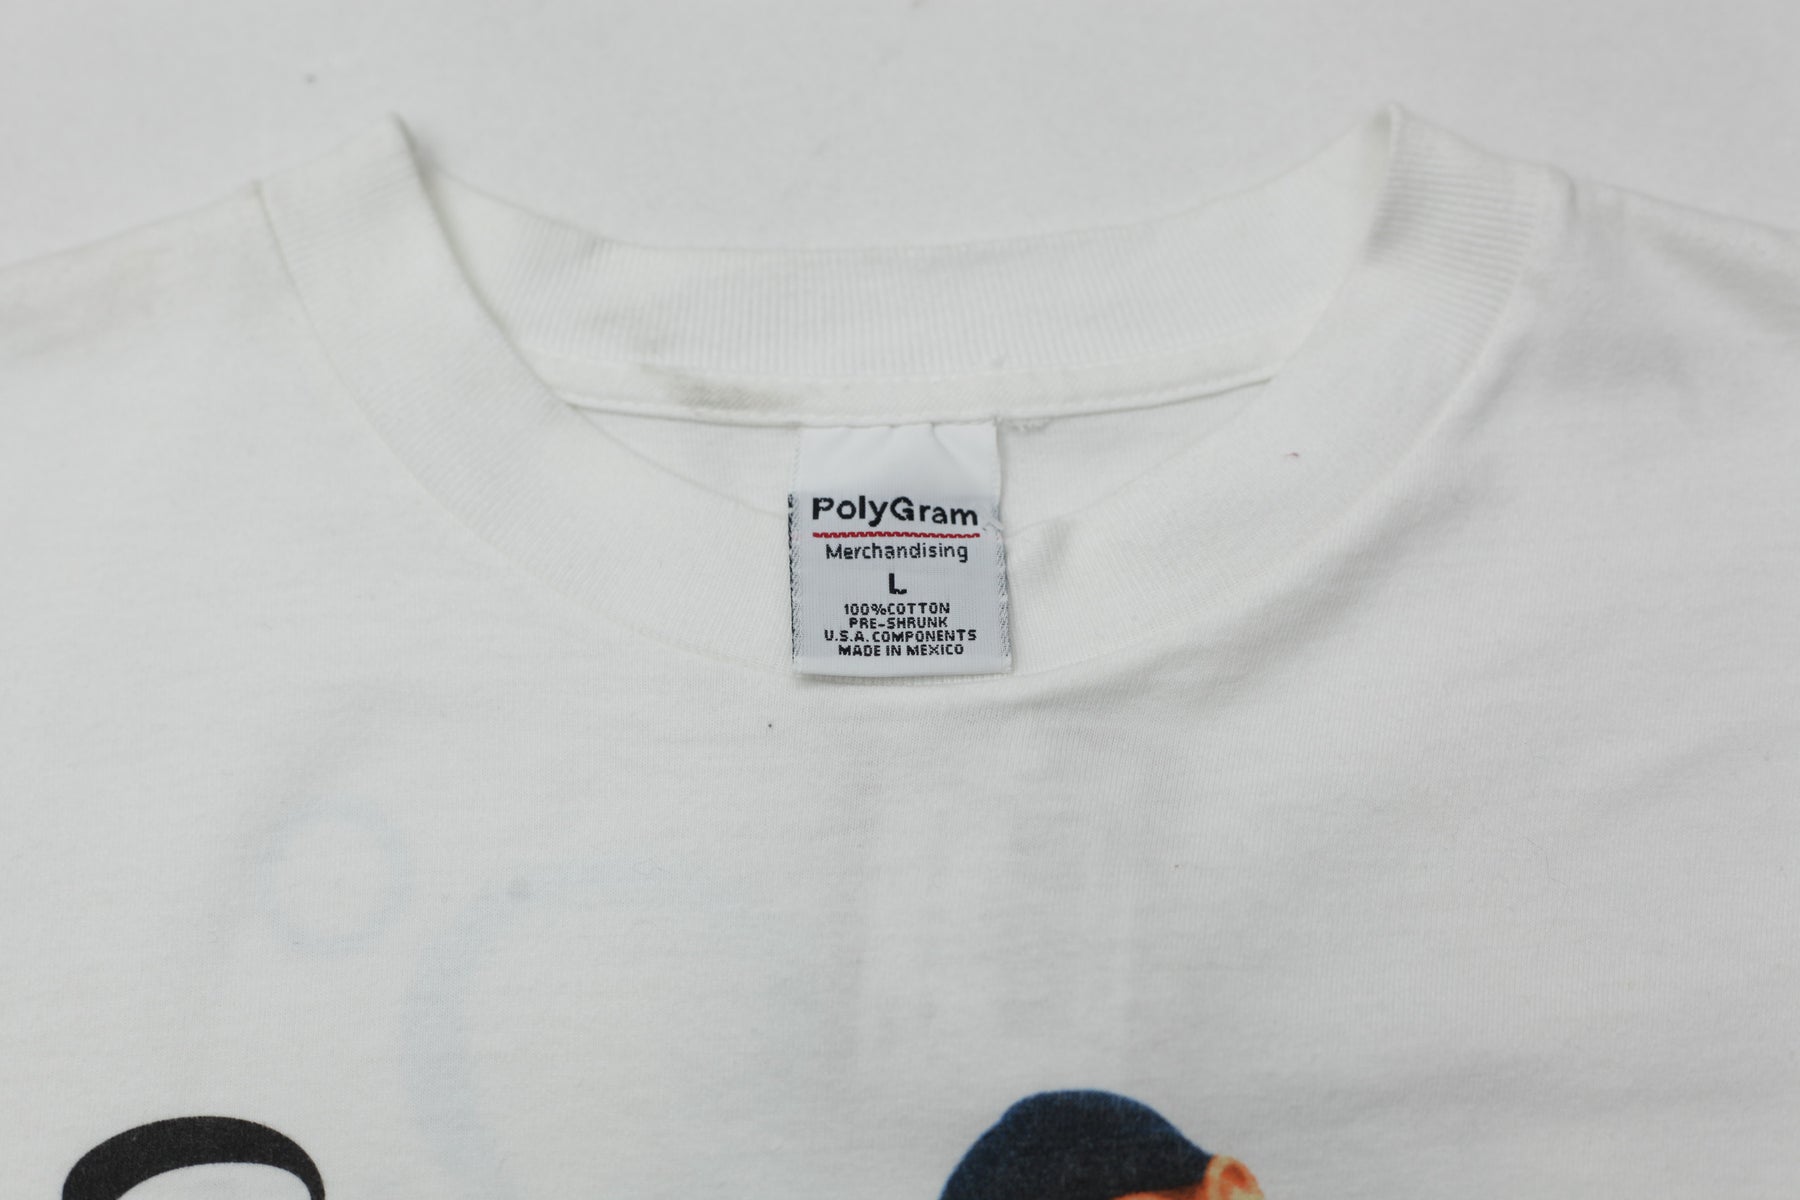 PolyGram
Merchandising
L
100%COTTON
PRE-SHRUNK
U.S.A. COMPONENTS
MADE IN MEXICO